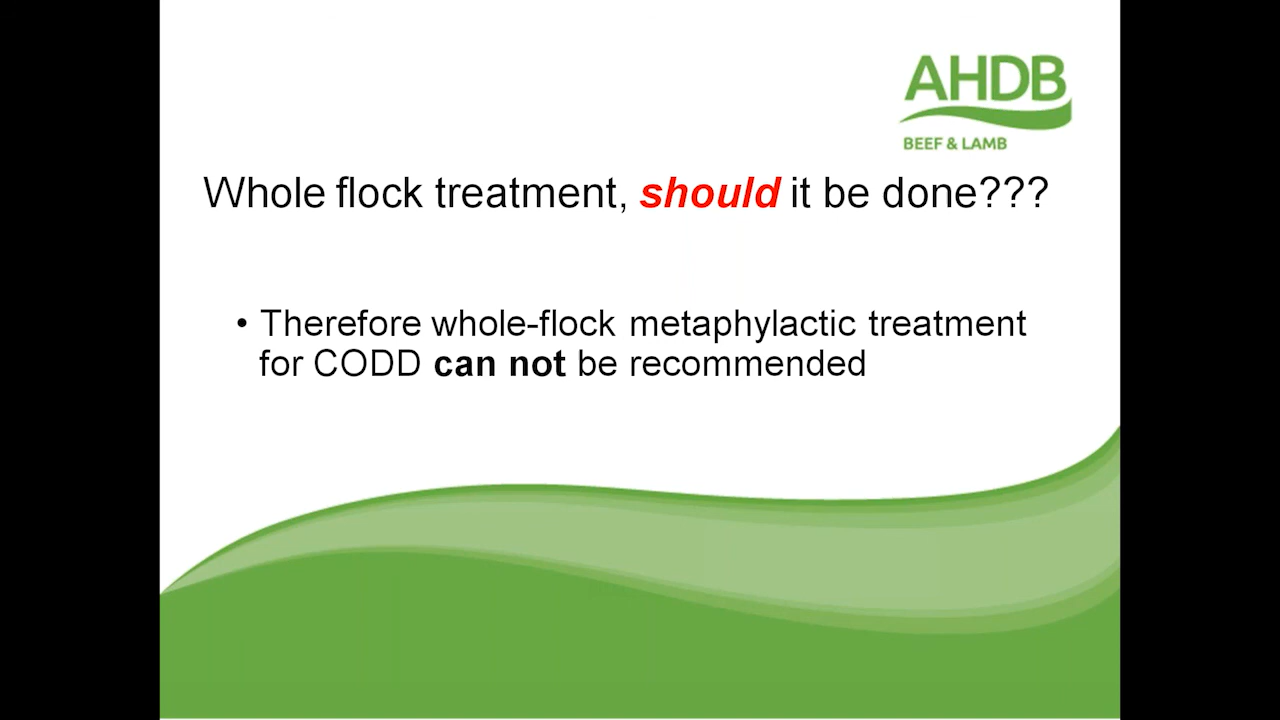 AHDB
BEEF & LAMB
Whole flock treatment, should it be done???
• Therefore whole-flock metaphylactic treatment
for CODD can not be recommended